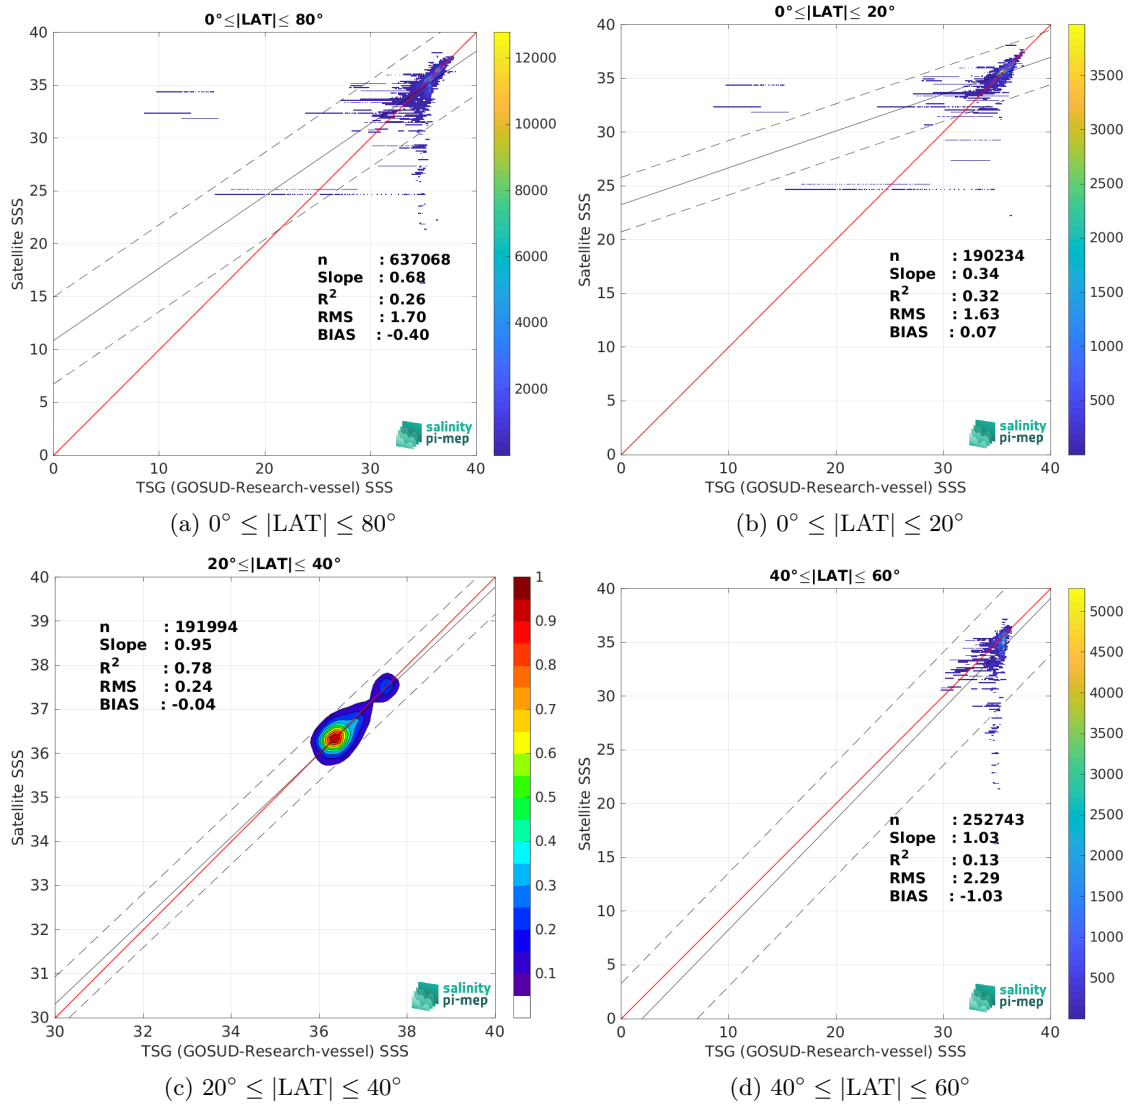 0°≤|LAT|≤ 80°
40
35
30
25
20
15
10
5
0
0
10
20
30
40
Satellite SSS
TSG (GOSUD-Research-vessel) SSS
n : 637068
Slope : 0.68
R² : 0.26
RMS : 1.70
BIAS : -0.40
salinity
pi-mep
12000
10000
8000
6000
4000
2000
(a) 0° ≤ |LAT| ≤ 80°
0°≤|LAT|≤ 20°
40
35
30
25
20
15
10
5
0
0
10
20
30
40
Satellite SSS
TSG (GOSUD-Research-vessel) SSS
n : 190234
Slope : 0.34
R² : 0.32
RMS : 1.63
BIAS : 0.07
salinity
pi-mep
3500
3000
2500
2000
1500
1000
500
(b) 0° ≤ |LAT| ≤ 20°
20°≤|LAT|≤ 40°
40
39
38
37
36
35
34
33
32
31
30
30
32
34
36
38
40
Satellite SSS
TSG (GOSUD-Research-vessel) SSS
n : 191994
Slope : 0.95
R² : 0.78
RMS : 0.24
BIAS : -0.04
salinity
pi-mep
1
0.9
0.8
0.7
0.6
0.5
0.4
0.3
0.2
0.1
(c) 20° ≤ |LAT| ≤ 40°
40°≤|LAT|≤ 60°
40
35
30
25
20
15
10
5
0
0
10
20
30
40
Satellite SSS
TSG (GOSUD-Research-vessel) SSS
n : 252743
Slope : 1.03
R² : 0.13
RMS : 2.29
BIAS : -1.03
salinity
pi-mep
5000
4500
4000
3500
3000
2500
2000
1500
1000
500
(d) 40° ≤ |LAT| ≤ 60°